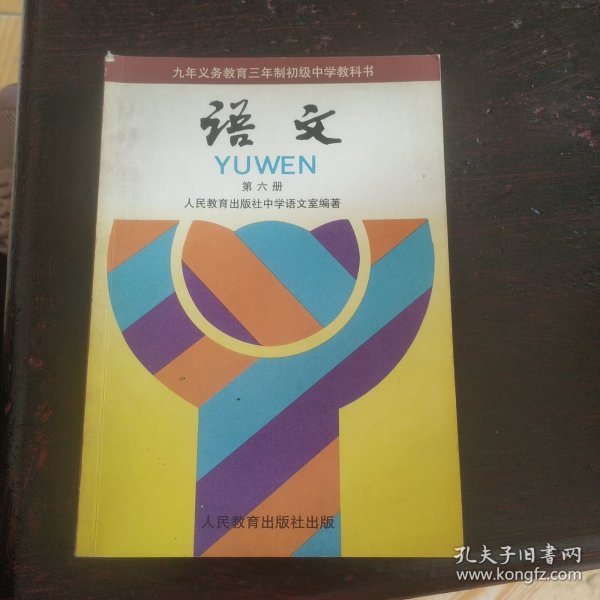 九年义务教育三年制初级中学教科书
语文
YUWEN
第六册
人民教育出版社中学语文室编著
人民教育出版社出版
孔夫子旧书网
www.kongfz.com